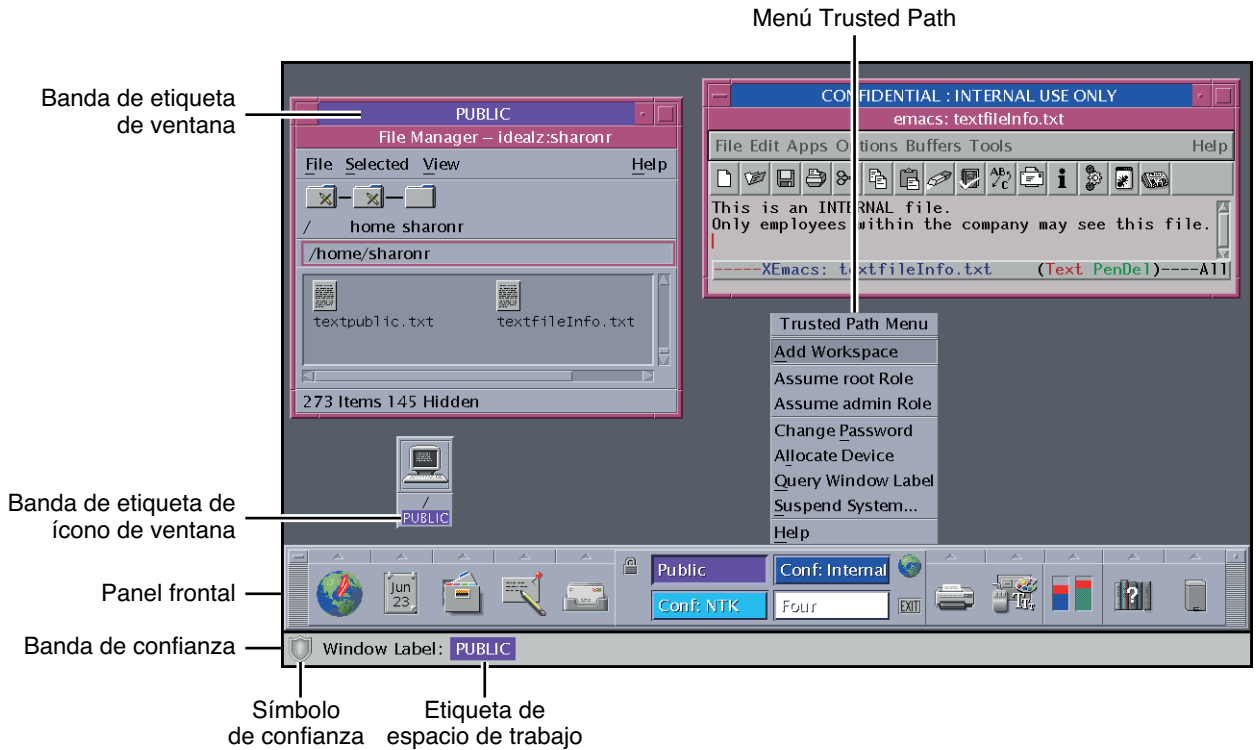 Menú Trusted Path
Banda de etiqueta
de ventana
PUBLIC
File Manager – idealz:sharonr
File Selected View Help
/ home sharonr
/home/sharonr
textpublic.txt textfileInfo.txt
273 Items 145 Hidden
CONFIDENTIAL : INTERNAL USE ONLY
emacs: textfileInfo.txt
File Edit Apps Options Buffers Tools Help
This is an INTERNAL file.
Only employees within the company may see this file.
-----XEmacs: textfileInfo.txt (Text PenDel)----All
Trusted Path Menu
Add Workspace
Assume root Role
Assume admin Role
Change Password
Allocate Device
Query Window Label
Suspend System...
Help
Banda de etiqueta de
ícono de ventana
/
PUBLIC
Panel frontal
Jun
23
Public
Conf: Internal
Conf: NTK
Four
EXIT
Banda de confianza
Window Label: PUBLIC
Símbolo
de confianza
Etiqueta de
espacio de trabajo